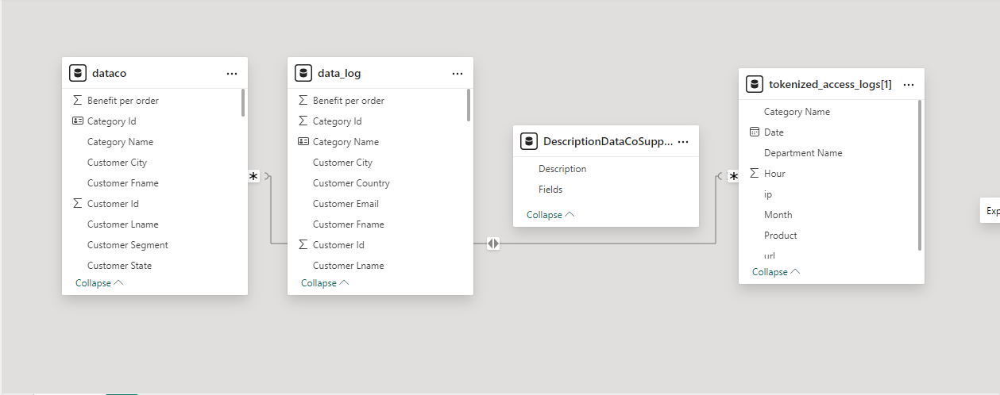 dataco
Benefit per order
Category Id
Category Name
Customer City
Customer Fname
Customer Id
Customer Lname
Customer Segment
Customer State
Collapse
data_log
Benefit per order
Category Id
Category Name
Customer City
Customer Country
Customer Email
Customer Fname
Customer Id
Customer Lname
Collapse
DescriptionDataCoSupp...
Description
Fields
Collapse
tokenized_access_logs[1]
Category Name
Date
Department Name
Hour
ip
Month
Product
url
Collapse
Exp